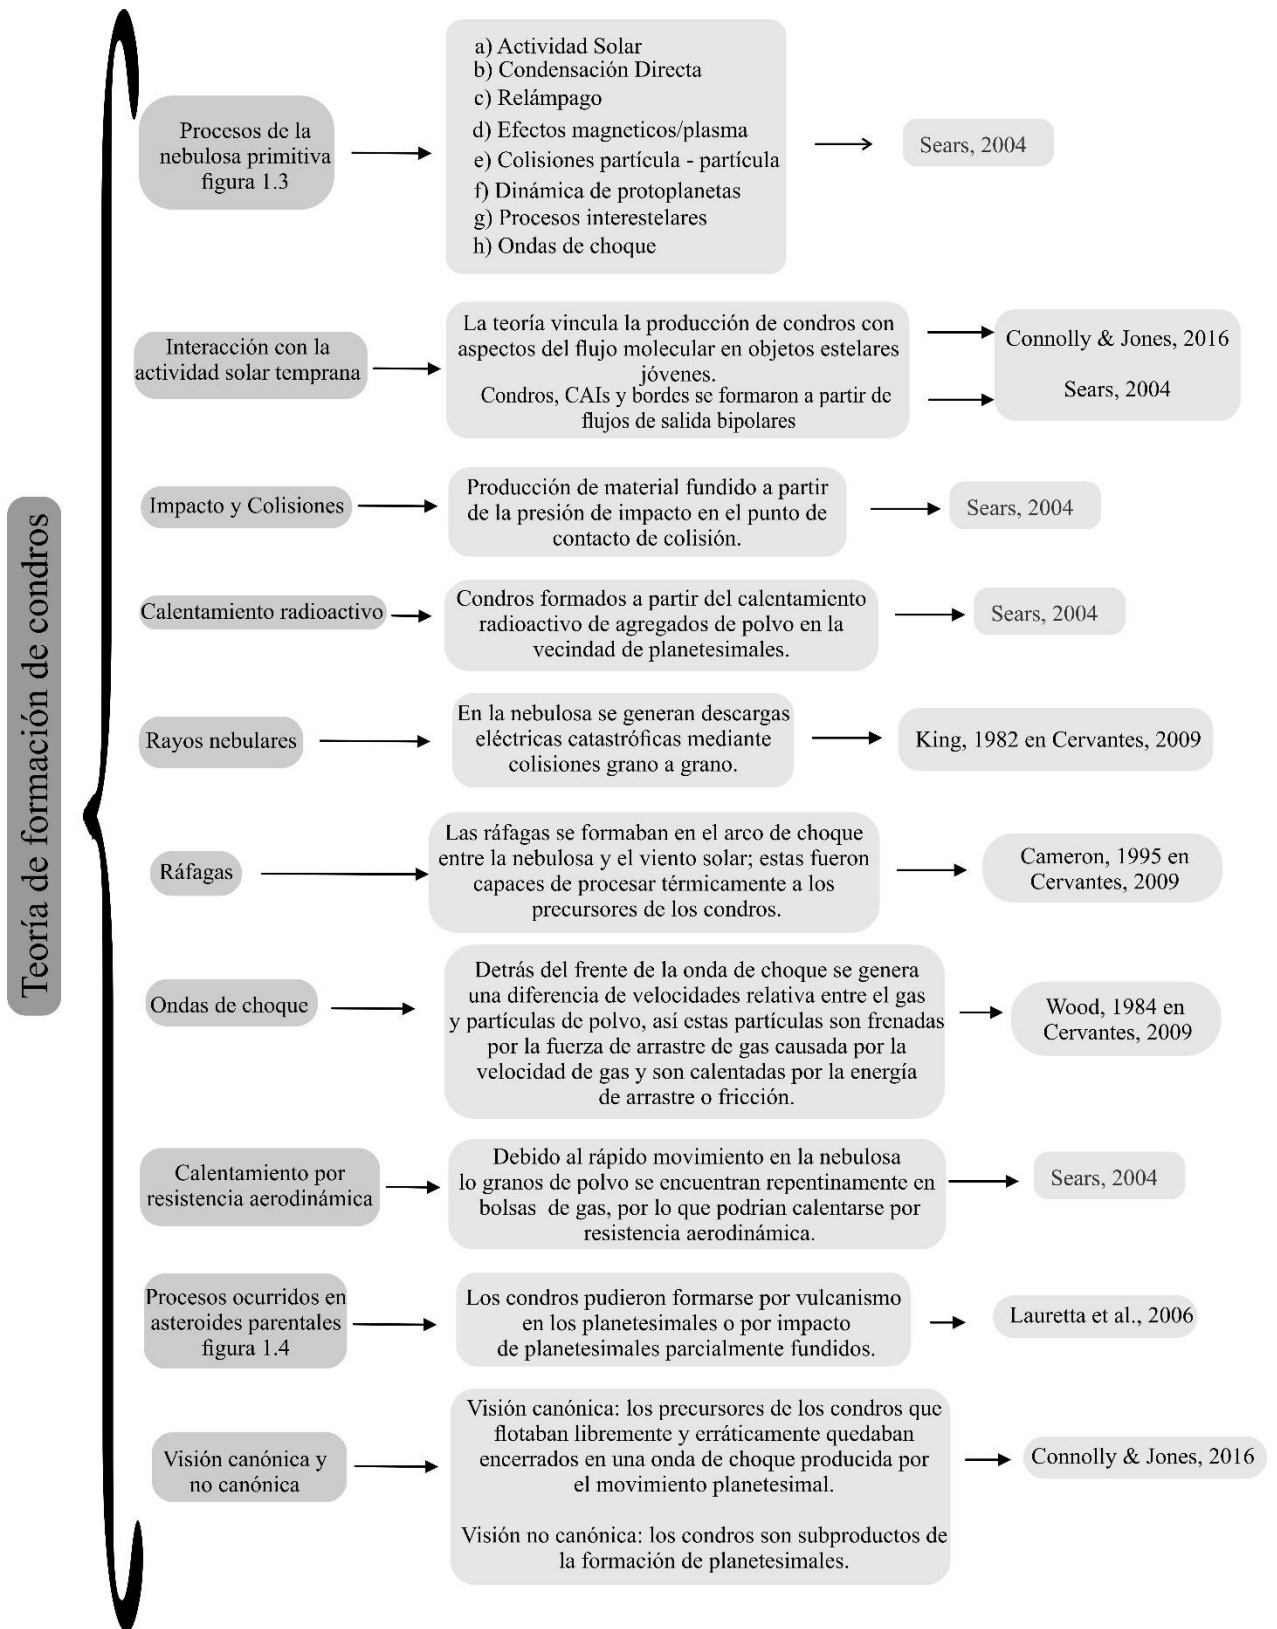 Teoría de formación de condros
Procesos de la
nebulosa primitiva
figura 1.3
a) Actividad Solar
b) Condensación Directa
c) Relámpago
d) Efectos magneticos/plasma
e) Colisiones partícula - partícula
f) Dinámica de protoplanetas
g) Procesos interestelares
h) Ondas de choque
Sears, 2004
Interacción con la
actividad solar temprana
La teoría vincula la producción de condros con
aspectos del flujo molecular en objetos estelares
jóvenes.
Condros, CAIs y bordes se formaron a partir de
flujos de salida bipolares
Connolly & Jones, 2016
Sears, 2004
Impacto y Colisiones
Producción de material fundido a partir
de la presión de impacto en el punto de
contacto de colisión.
Sears, 2004
Calentamiento radioactivo
Condros formados a partir del calentamiento
radioactivo de agregados de polvo en la
vecindad de planetesimales.
Sears, 2004
Rayos nebulares
En la nebulosa se generan descargas
eléctricas catastróficas mediante
colisiones grano a grano.
King, 1982 en Cervantes, 2009
Ráfagas
Las ráfagas se formaban en el arco de choque
entre la nebulosa y el viento solar; estas fueron
capaces de procesar térmicamente a los
precursores de los condros.
Cameron, 1995 en
Cervantes, 2009
Ondas de choque
Detrás del frente de la onda de choque se genera
una diferencia de velocidades relativa entre el gas
y partículas de polvo, así estas partículas son frenadas
por la fuerza de arrastre de gas causada por la
velocidad de gas y son calentadas por la energía
de arrastre o fricción.
Wood, 1984 en
Cervantes, 2009
Calentamiento por
resistencia aerodinámica
Debido al rápido movimiento en la nebulosa
lo granos de polvo se encuentran repentinamente en
bolsas de gas, por lo que podrian calentarse por
resistencia aerodinámica.
Sears, 2004
Procesos ocurridos en
asteroides parentales
figura 1.4
Los condros pudieron formarse por vulcanismo
en los planetesimales o por impacto
de planetesimales parcialmente fundidos.
Lauretta et al., 2006
Visión canónica y
no canónica
Visión canónica: los precursores de los condros que
flotaban libremente y erráticamente quedaban
encerrados en una onda de choque producida por
el movimiento planetesimal.
Visión no canónica: los condros son subproductos de
la formación de planetesimales.
Connolly & Jones, 2016